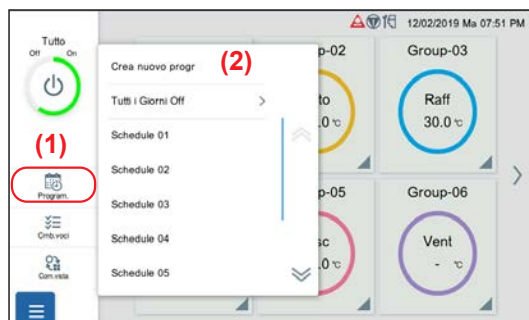 12/02/2019 Ma 07:51 PM
Tutto
Off On
(1)
Program.
Cmb.voci
Com.vista
Crea nuovo progr (2)
Tutti i Giorni Off >
Schedule 01
Schedule 02
Schedule 03
Schedule 04
Schedule 05
p-02
to
.0 °C
Group-03
Raff
30.0 °C
p-05
sc
.0 °C
Group-06
Vent
- °C